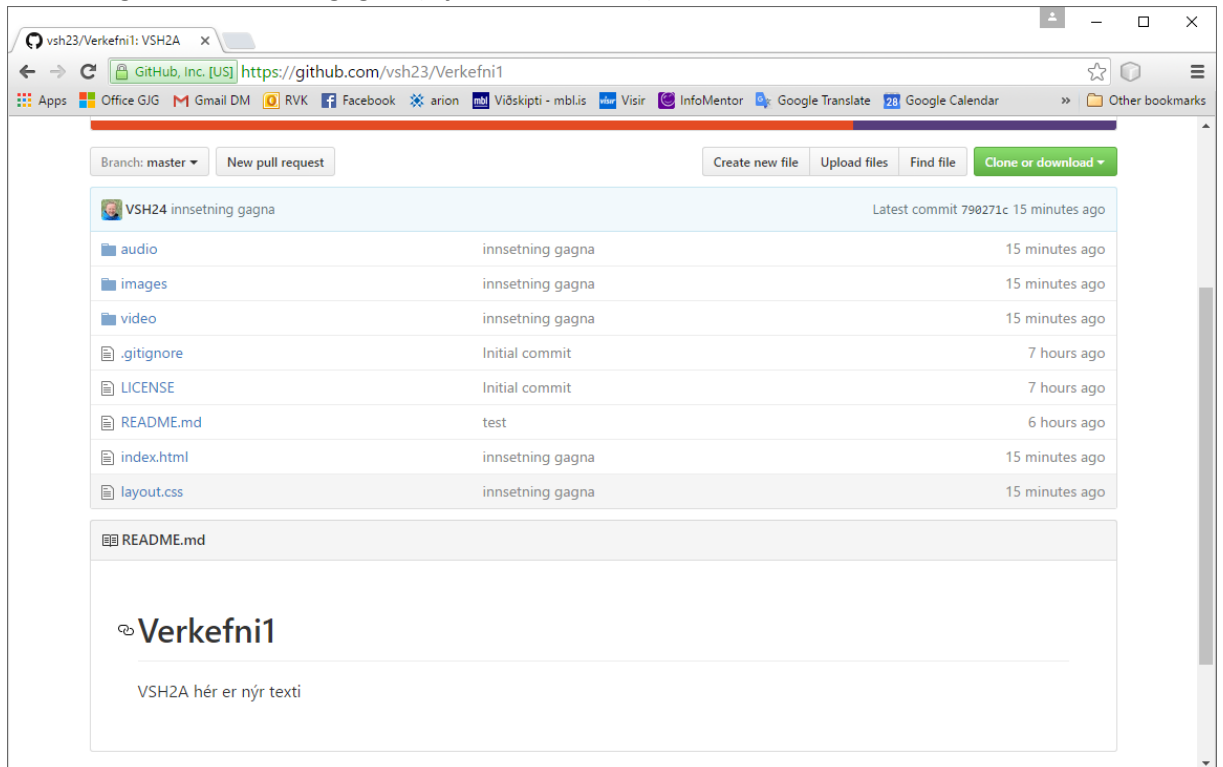 vsh23/Verkefni1: VSH2A
GitHub, Inc. [US] https://github.com/vsh23/Verkefni1
Apps Office GJG Gmail DM RVK Facebook arion mbl Viðskipti - mbl.is visir Visir InfoMentor Google Translate 28 Google Calendar » Other bookmarks
Branch: master New pull request Create new file Upload files Find file Clone or download
VSH24 innsetning gagna Latest commit 790271c 15 minutes ago
audio innsetning gagna 15 minutes ago
images innsetning gagna 15 minutes ago
video innsetning gagna 15 minutes ago
.gitignore Initial commit 7 hours ago
LICENSE Initial commit 7 hours ago
README.md test 6 hours ago
index.html innsetning gagna 15 minutes ago
layout.css innsetning gagna 15 minutes ago
README.md
Verkefni1
VSH2A hér er nýr texti